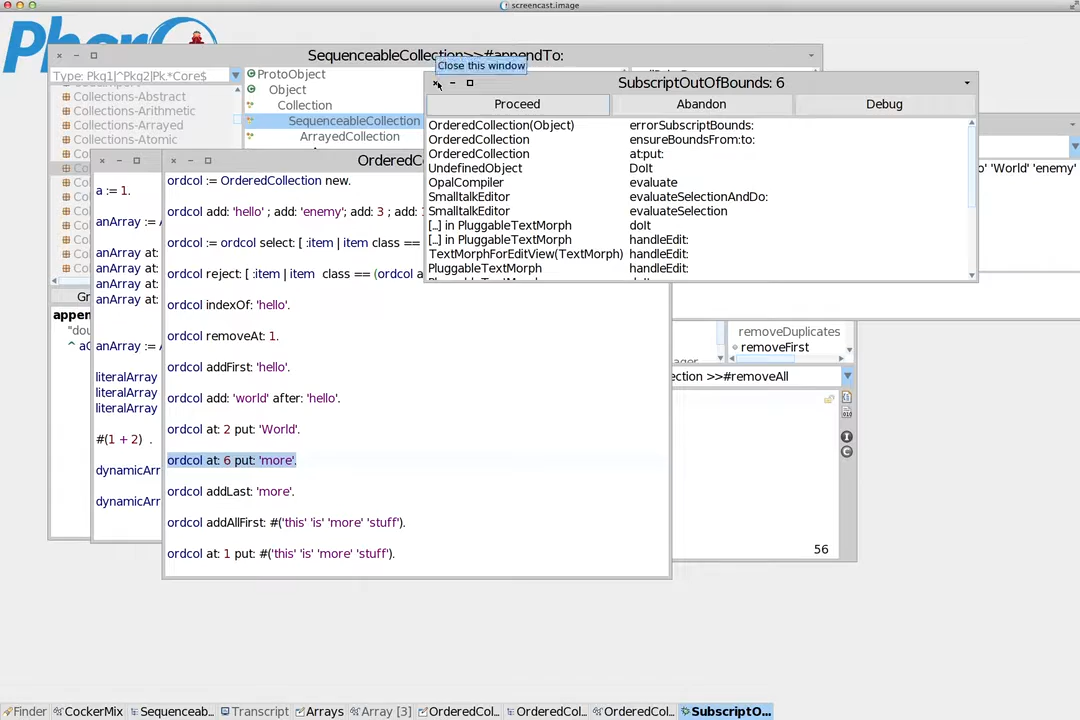 screencast.image
SequenceableCollection>>#appendTo:
Close this window
Type: Pkg1|^Pkg2|Pk.*Core$
Collections-Abstract
Collections-Arithmetic
Collections-Arrayed
Collections-Atomic
ProtoObject
Object
Collection
SequenceableCollection
ArrayedCollection
SubscriptOutOfBounds: 6
Proceed
Abandon
Debug
OrderedCollection(Object) errorSubscriptBounds:
OrderedCollection ensureBoundsFrom:to:
OrderedCollection at:put:
UndefinedObject DoIt
OpalCompiler evaluate
SmalltalkEditor evaluateSelectionAndDo:
SmalltalkEditor evaluateSelection
[..] in PluggableTextMorph doIt
[..] in PluggableTextMorph handleEdit:
TextMorphForEditView(TextMorph) handleEdit:
PluggableTextMorph handleEdit:
'World' 'enemy'
a := 1.
anArray :=
anArray at:
anArray at:
anArray at:
anArray at:
anArray :=
literalArray
literalArray
literalArray
#(1 + 2) .
dynamicArr
dynamicArr
ordcol := OrderedCollection new.
ordcol add: 'hello' ; add: 'enemy'; add: 3 ; add:
ordcol := ordcol select: [ :item | item class ==
ordcol reject: [ :item | item class == (ordcol a
ordcol indexOf: 'hello'.
ordcol removeAt: 1.
ordcol addFirst: 'hello'.
ordcol add: 'world' after: 'hello'.
ordcol at: 2 put: 'World'.
ordcol at: 6 put: 'more'.
ordcol addLast: 'more'.
ordcol addAllFirst: #('this' 'is' 'more' 'stuff').
ordcol at: 1 put: #('this' 'is' 'more' 'stuff').
removeDuplicates
removeFirst
ection >>#removeAll
56
Finder
CockerMix
Sequenceab..
Transcript
Arrays
Array [3]
OrderedCol..
OrderedCol..
OrderedCol..
SubscriptO...